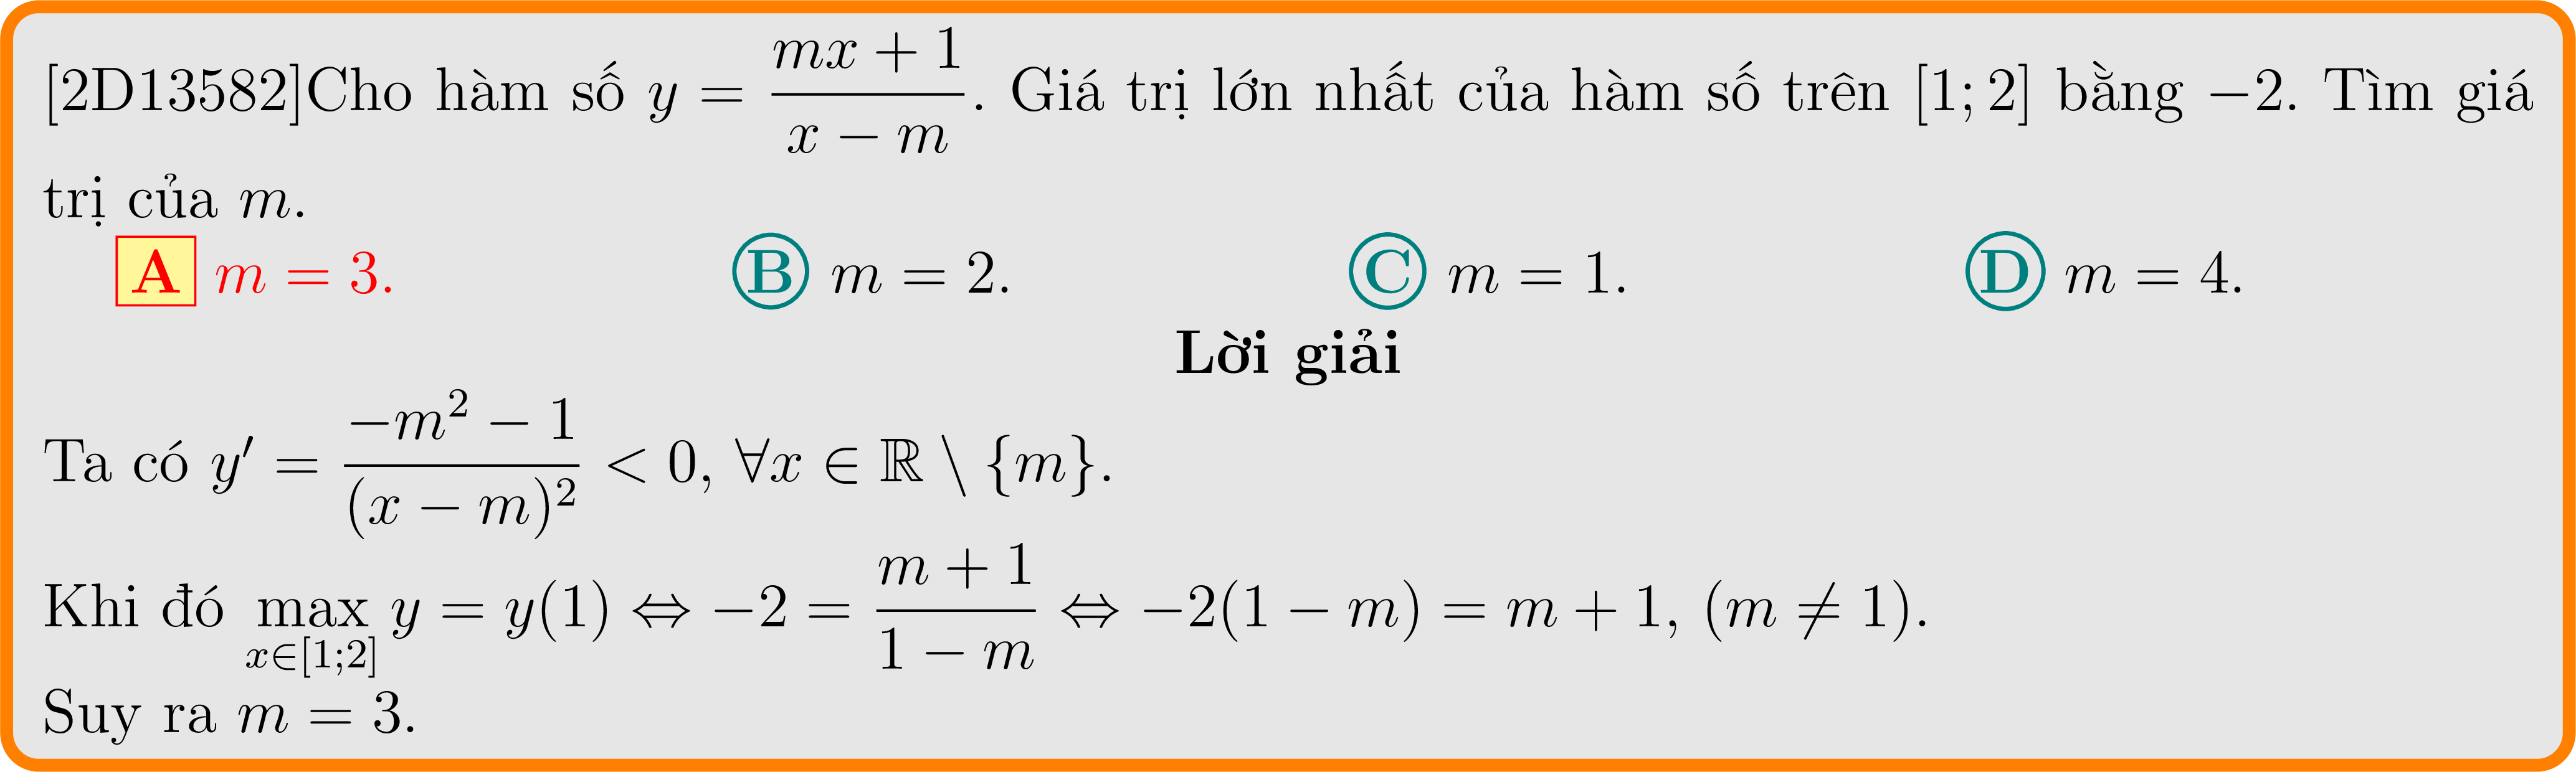 [2D13582]Cho hàm số $y = \dfrac{mx + 1}{x - m}$. Giá trị lớn nhất của hàm số trên $[1; 2]$ bằng $-2$. Tìm giá
trị của $m$.
A $m = 3$. B $m = 2$. C $m = 1$. D $m = 4$.
Lời giải
Ta có $y' = \dfrac{-m^2 - 1}{(x - m)^2} < 0, \forall x \in \mathbb{R} \setminus \{m\}$.
Khi đó $\max\limits_{x \in [1;2]} y = y(1) \Leftrightarrow -2 = \dfrac{m + 1}{1 - m} \Leftrightarrow -2(1 - m) = m + 1, (m \neq 1)$.
Suy ra $m = 3$.